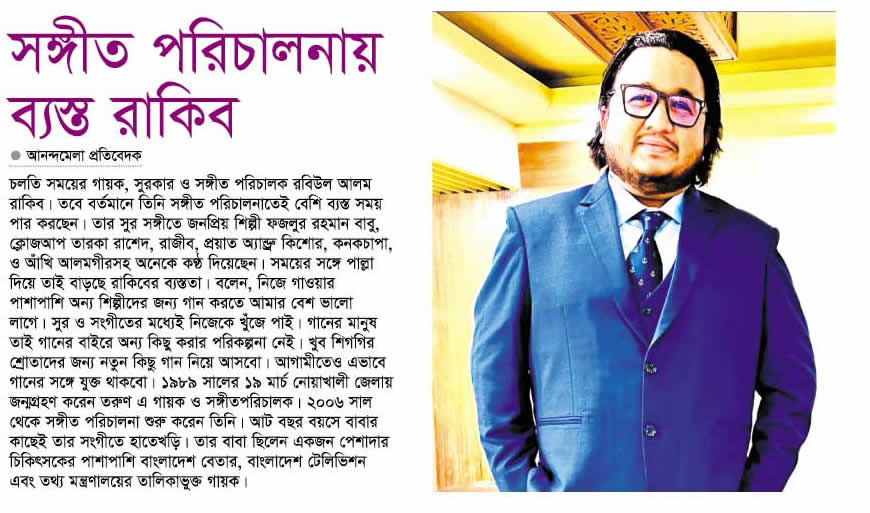 সঙ্গীত পরিচালনায়
ব্যস্ত রাকিব
● আনন্দমেলা প্রতিবেদক
চলতি সময়ের গায়ক, সুরকার ও সঙ্গীত পরিচালক রবিউল আলম
রাকিব। তবে বর্তমানে তিনি সঙ্গীত পরিচালনাতেই বেশি ব্যস্ত সময়
পার করছেন। তার সুর সঙ্গীতে জনপ্রিয় শিল্পী ফজলুর রহমান বাবু,
ক্লোজআপ তারকা রাশেদ, রাজীব, প্রয়াত অ্যান্ড্রু কিশোর, কনকচাপা,
ও আঁখি আলমগীরসহ অনেকে কণ্ঠ দিয়েছেন। সময়ের সঙ্গে পাল্লা
দিয়ে তাই বাড়ছে রাকিবের ব্যস্ততা। বলেন, নিজে গাওয়ার
পাশাপাশি অন্য শিল্পীদের জন্য গান করতে আমার বেশ ভালো
লাগে। সুর ও সংগীতের মধ্যেই নিজেকে খুঁজে পাই। গানের মানুষ
তাই গানের বাইরে অন্য কিছু করার পরিকল্পনা নেই। খুব শিগগির
শ্রোতাদের জন্য নতুন কিছু গান নিয়ে আসবো। আগামীতেও এভাবে
গানের সঙ্গে যুক্ত থাকবো। ১৯৮৯ সালের ১৯ মার্চ নোয়াখালী জেলায়
জন্মগ্রহণ করেন তরুণ এ গায়ক ও সঙ্গীতপরিচালক। ২০০৬ সাল
থেকে সঙ্গীত পরিচালনা শুরু করেন তিনি। আট বছর বয়সে বাবার
কাছেই তার সংগীতে হাতেখড়ি। তার বাবা ছিলেন একজন পেশাদার
চিকিৎসকের পাশাপাশি বাংলাদেশ বেতার, বাংলাদেশ টেলিভিশন
এবং তথ্য মন্ত্রণালয়ের তালিকাভুক্ত গায়ক।